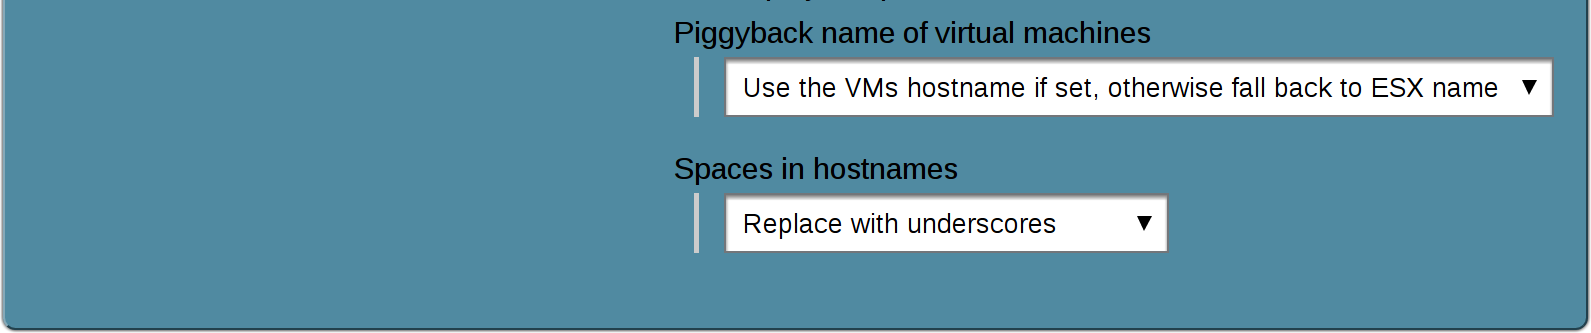 Piggyback name of virtual machines
Use the VMs hostname if set, otherwise fall back to ESX name
Spaces in hostnames
Replace with underscores